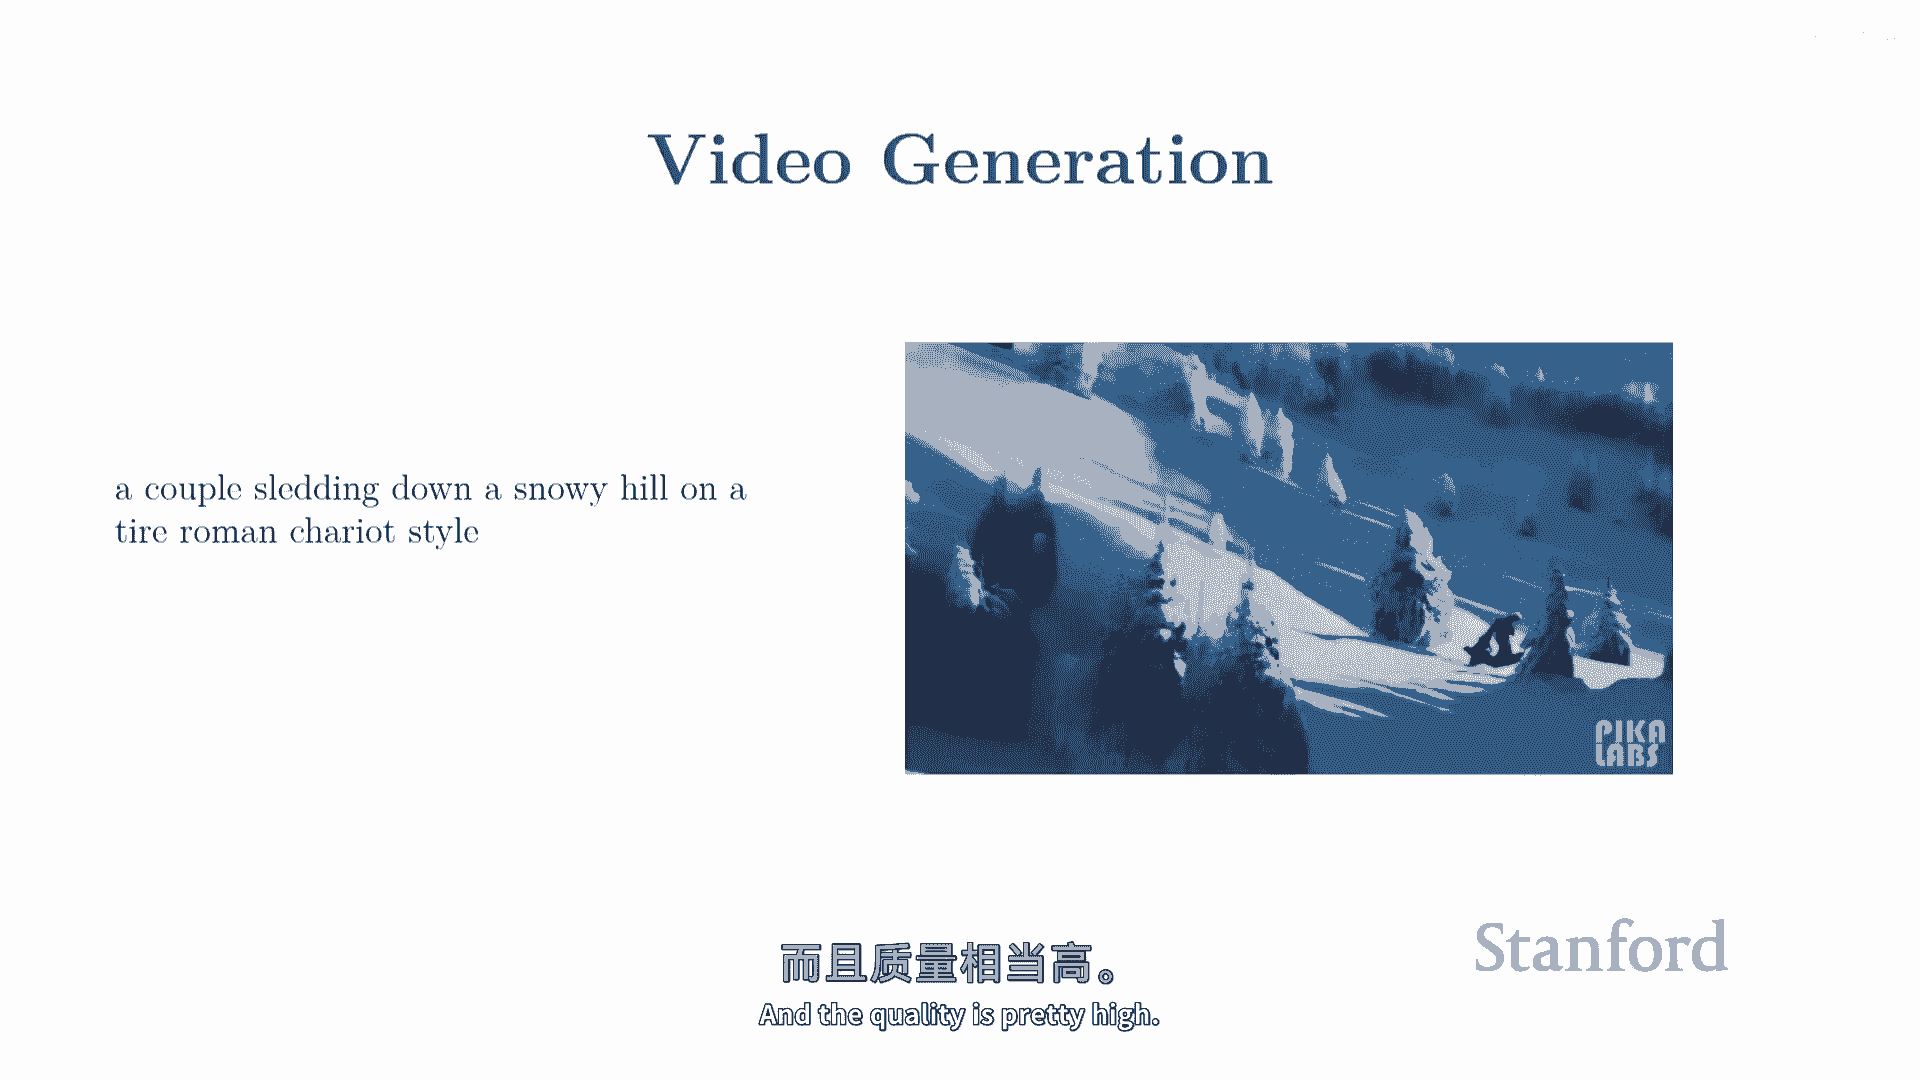 Video Generation
a couple sledding down a snowy hill on a
tire roman chariot style
PIKA
LABS
Stanford
而且质量相当高。
And the quality is pretty high.